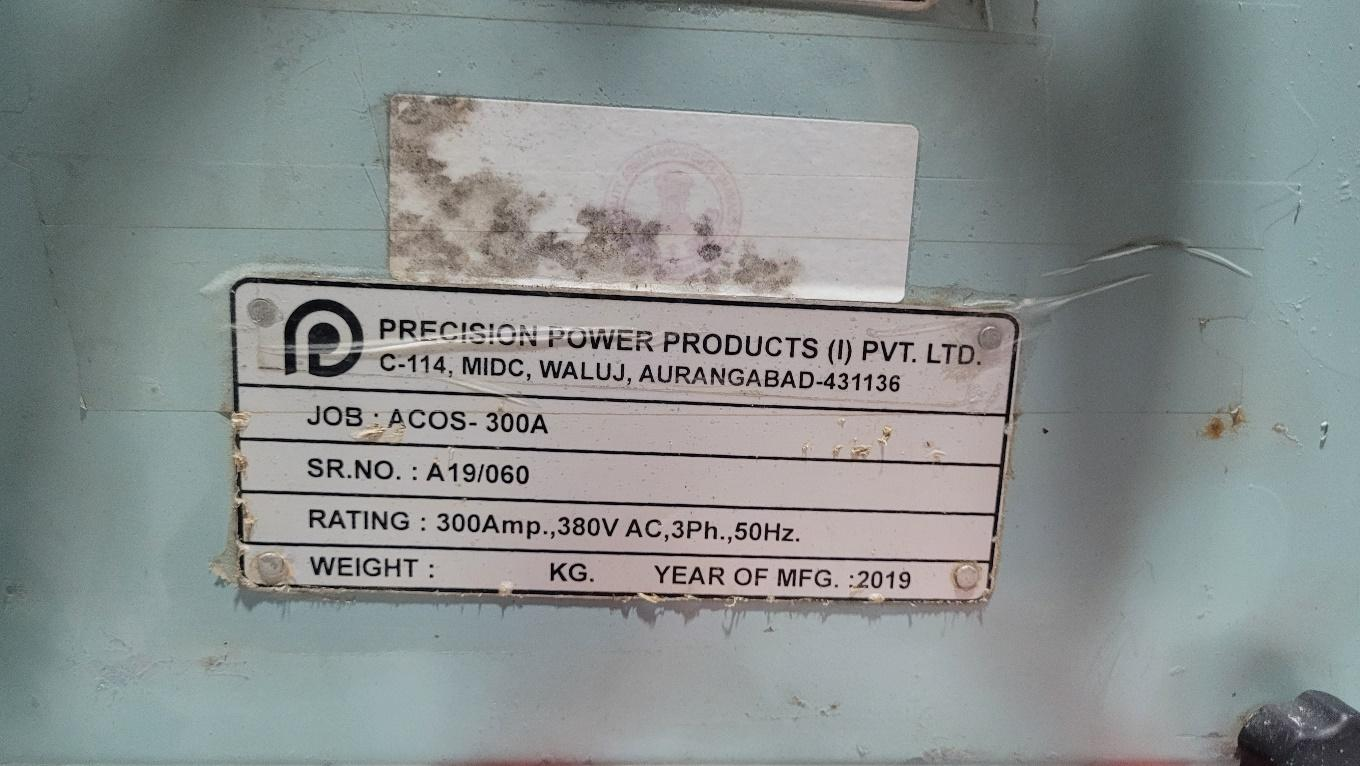 PRECISION POWER PRODUCTS (I) PVT. LTD.
C-114, MIDC, WALUJ, AURANGABAD-431136
JOB : ACOS- 300A
SR.NO. : A19/060
RATING : 300Amp.,380V AC,3Ph.,50Hz.
WEIGHT : KG. YEAR OF MFG. :2019